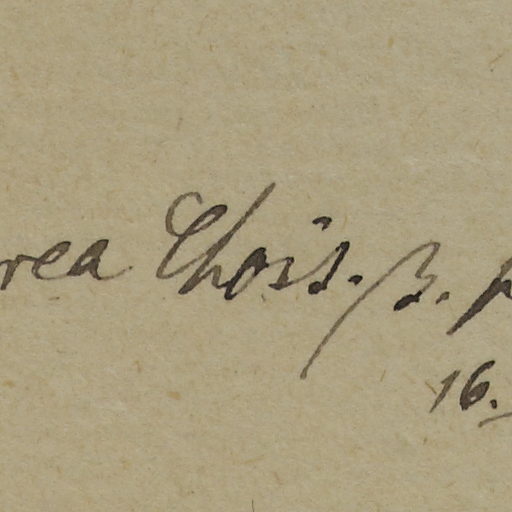 rea Chois. β. p
16.